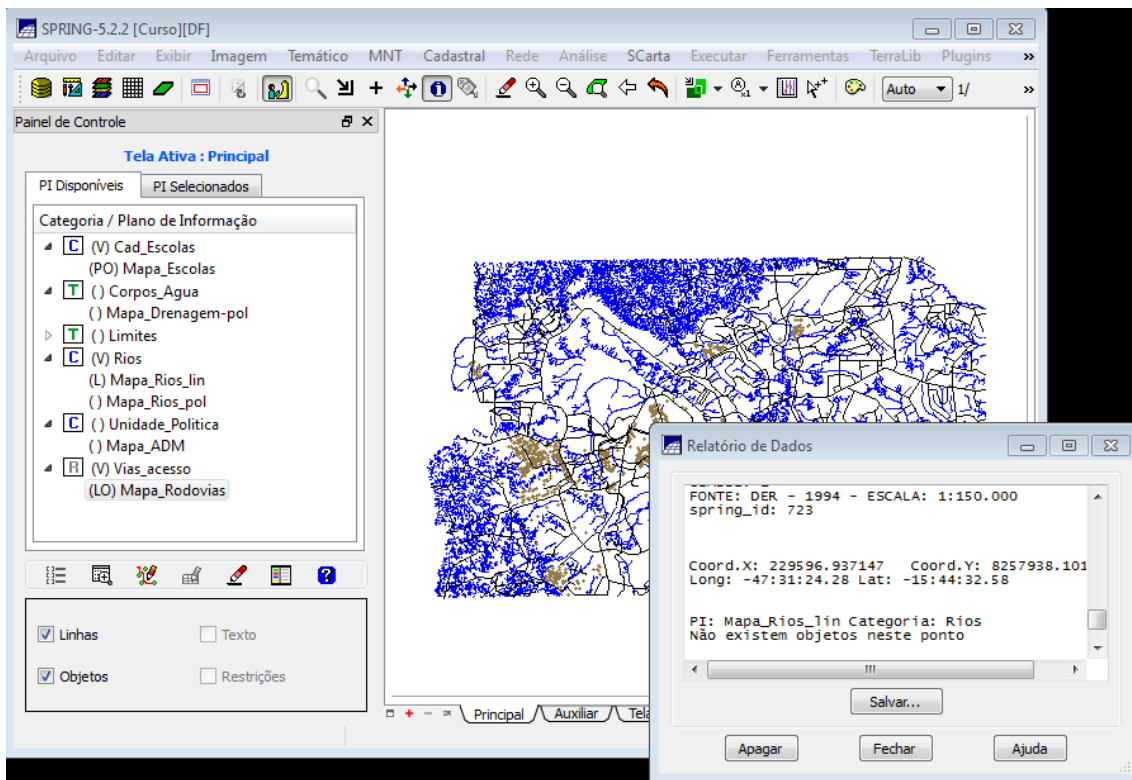 SPRING-5.2.2 [Curso][DF]
Arquivo Editar Exibir Imagem Temático MNT Cadastral Rede Análise SCarta Executar Ferramentas TerraLib Plugins »
Auto 1/ »
Painel de Controle
Tela Ativa : Principal
PI Disponíveis PI Selecionados
Categoria / Plano de Informação
C (V) Cad_Escolas
(PO) Mapa_Escolas
T ( ) Corpos_Agua
( ) Mapa_Drenagem-pol
T ( ) Limites
C (V) Rios
(L) Mapa_Rios_lin
( ) Mapa_Rios_pol
C ( ) Unidade_Politica
( ) Mapa_ADM
R (V) Vias_acesso
(LO) Mapa_Rodovias
Linhas Texto
Objetos Restrições
Principal Auxiliar Tela
Relatório de Dados
FONTE: DER - 1994 - ESCALA: 1:150.000
spring_id: 723
Coord.X: 229596.937147 Coord.Y: 8257938.101
Long: -47:31:24.28 Lat: -15:44:32.58
PI: Mapa_Rios_lin Categoria: Rios
Não existem objetos neste ponto
Salvar...
Apagar Fechar Ajuda